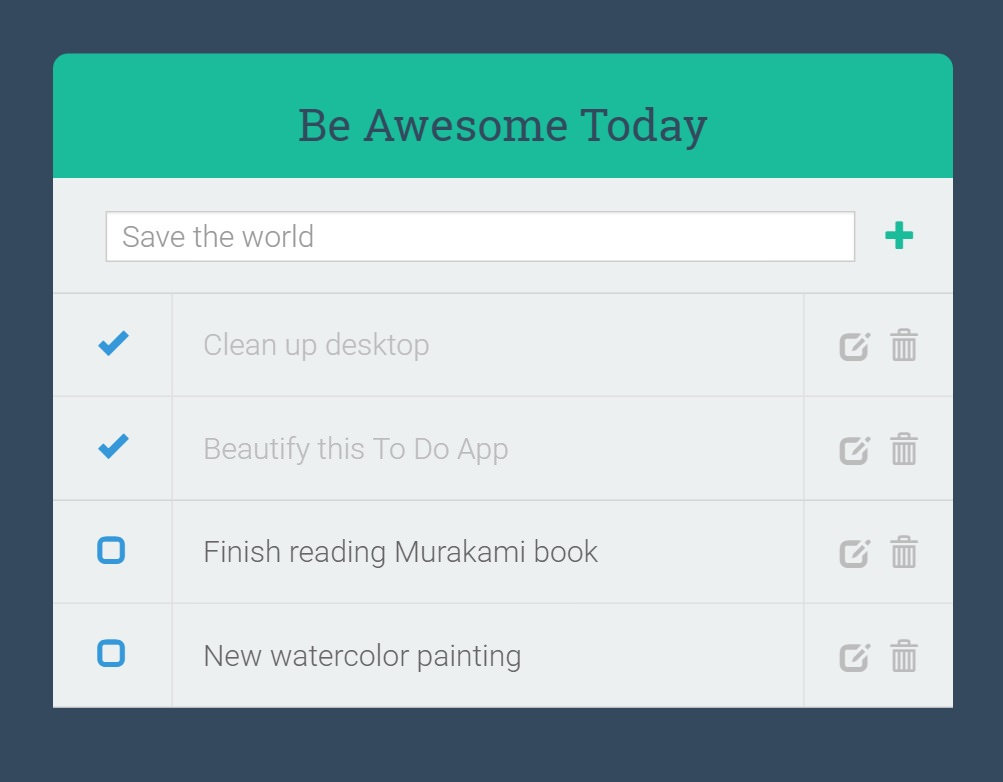 Be Awesome Today
Save the world
Clean up desktop
Beautify this To Do App
Finish reading Murakami book
New watercolor painting